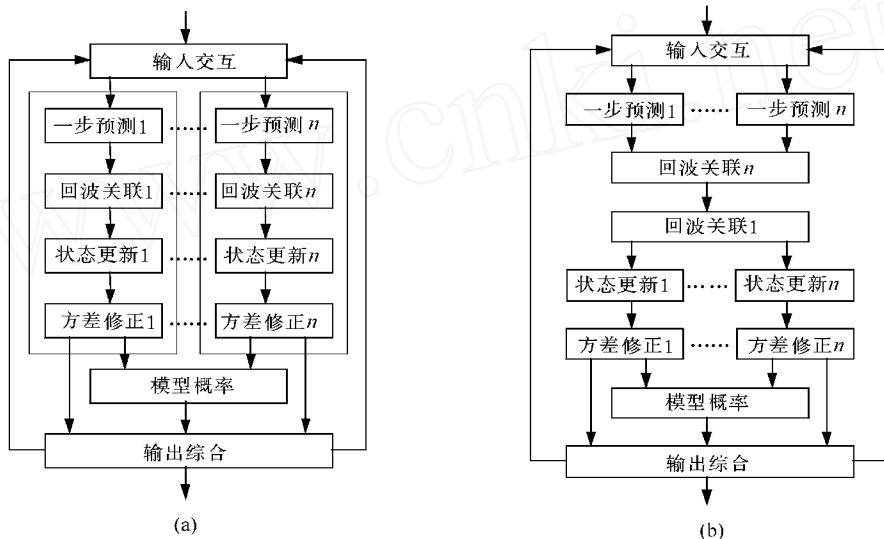 输入交互
一步预测1 …… 一步预测n
回波关联1 …… 回波关联n
状态更新1 …… 状态更新n
方差修正1 …… 方差修正n
模型概率
输出综合
(a)
输入交互
一步预测1 …… 一步预测n
回波关联n
回波关联1
状态更新1 …… 状态更新n
方差修正1 …… 方差修正n
模型概率
输出综合
(b)
www.cnki.net